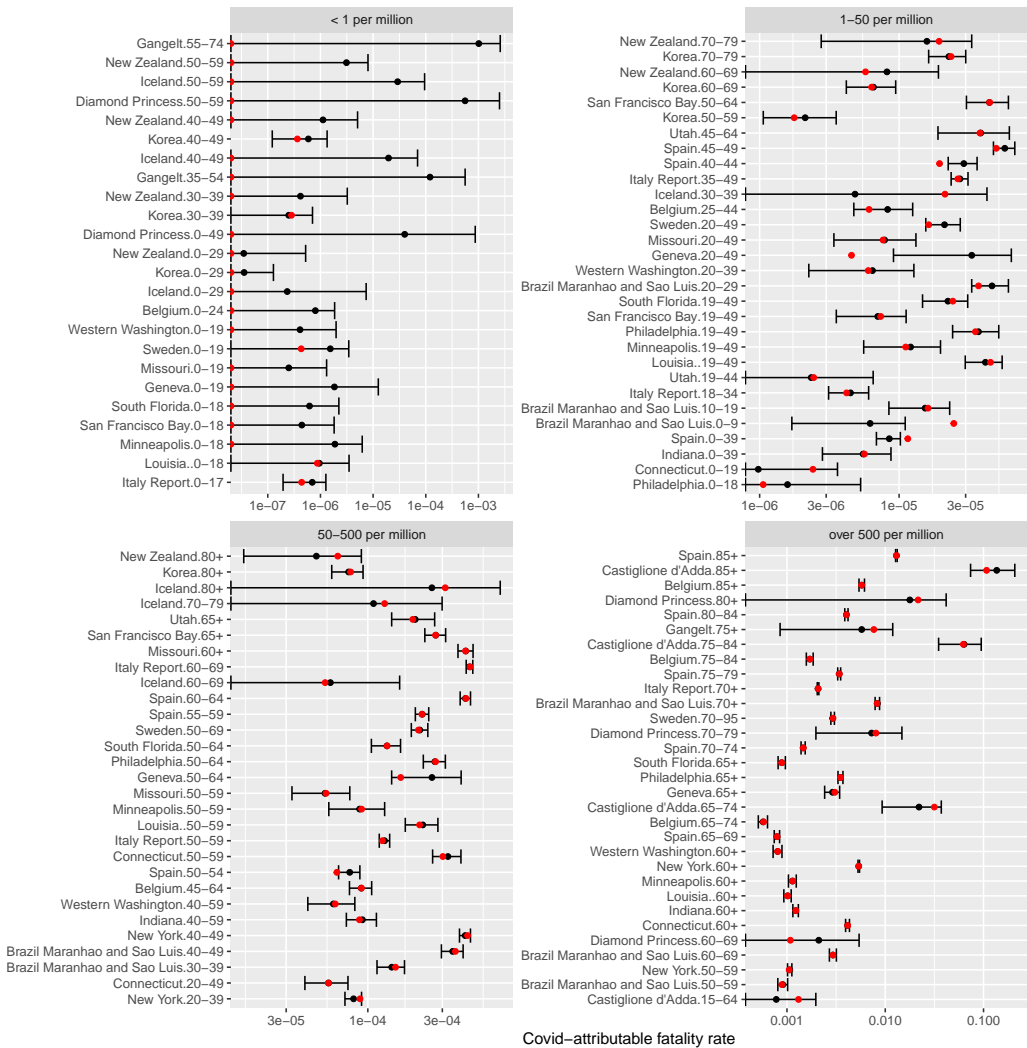 < 1 per million
Gangelt.55−74
New Zealand.50−59
Iceland.50−59
Diamond Princess.50−59
New Zealand.40−49
Korea.40−49
Iceland.40−49
Gangelt.35−54
New Zealand.30−39
Korea.30−39
Diamond Princess.0−49
New Zealand.0−29
Korea.0−29
Iceland.0−29
Belgium.0−24
Western Washington.0−19
Sweden.0−19
Missouri.0−19
Geneva.0−19
South Florida.0−18
San Francisco Bay.0−18
Minneapolis.0−18
Louisia..0−18
Italy Report.0−17
1e−07 1e−06 1e−05 1e−04 1e−03
1−50 per million
New Zealand.70−79
Korea.70−79
New Zealand.60−69
Korea.60−69
San Francisco Bay.50−64
Korea.50−59
Utah.45−64
Spain.45−49
Spain.40−44
Italy Report.35−49
Iceland.30−39
Belgium.25−44
Sweden.20−49
Missouri.20−49
Geneva.20−49
Western Washington.20−39
Brazil Maranhao and Sao Luis.20−29
South Florida.19−49
San Francisco Bay.19−49
Philadelphia.19−49
Minneapolis.19−49
Louisia..19−49
Utah.19−44
Italy Report.18−34
Brazil Maranhao and Sao Luis.10−19
Brazil Maranhao and Sao Luis.0−9
Spain.0−39
Indiana.0−39
Connecticut.0−19
Philadelphia.0−18
1e−06 3e−06 1e−05 3e−05
50−500 per million
New Zealand.80+
Korea.80+
Iceland.80+
Iceland.70−79
Utah.65+
San Francisco Bay.65+
Missouri.60+
Italy Report.60−69
Iceland.60−69
Spain.60−64
Spain.55−59
Sweden.50−69
South Florida.50−64
Philadelphia.50−64
Geneva.50−64
Missouri.50−59
Minneapolis.50−59
Louisia..50−59
Italy Report.50−59
Connecticut.50−59
Spain.50−54
Belgium.45−64
Western Washington.40−59
Indiana.40−59
New York.40−49
Brazil Maranhao and Sao Luis.40−49
Brazil Maranhao and Sao Luis.30−39
Connecticut.20−49
New York.20−39
3e−05 1e−04 3e−04
over 500 per million
Spain.85+
Castiglione d'Adda.85+
Belgium.85+
Diamond Princess.80+
Spain.80−84
Gangelt.75+
Castiglione d'Adda.75−84
Belgium.75−84
Spain.75−79
Italy Report.70+
Brazil Maranhao and Sao Luis.70+
Sweden.70−95
Diamond Princess.70−79
Spain.70−74
South Florida.65+
Philadelphia.65+
Geneva.65+
Castiglione d'Adda.65−74
Belgium.65−74
Spain.65−69
Western Washington.60+
New York.60+
Minneapolis.60+
Louisia..60+
Indiana.60+
Connecticut.60+
Diamond Princess.60−69
Brazil Maranhao and Sao Luis.60−69
New York.50−59
Brazil Maranhao and Sao Luis.50−59
Castiglione d'Adda.15−64
0.001 0.010 0.100
Covid−attributable fatality rate